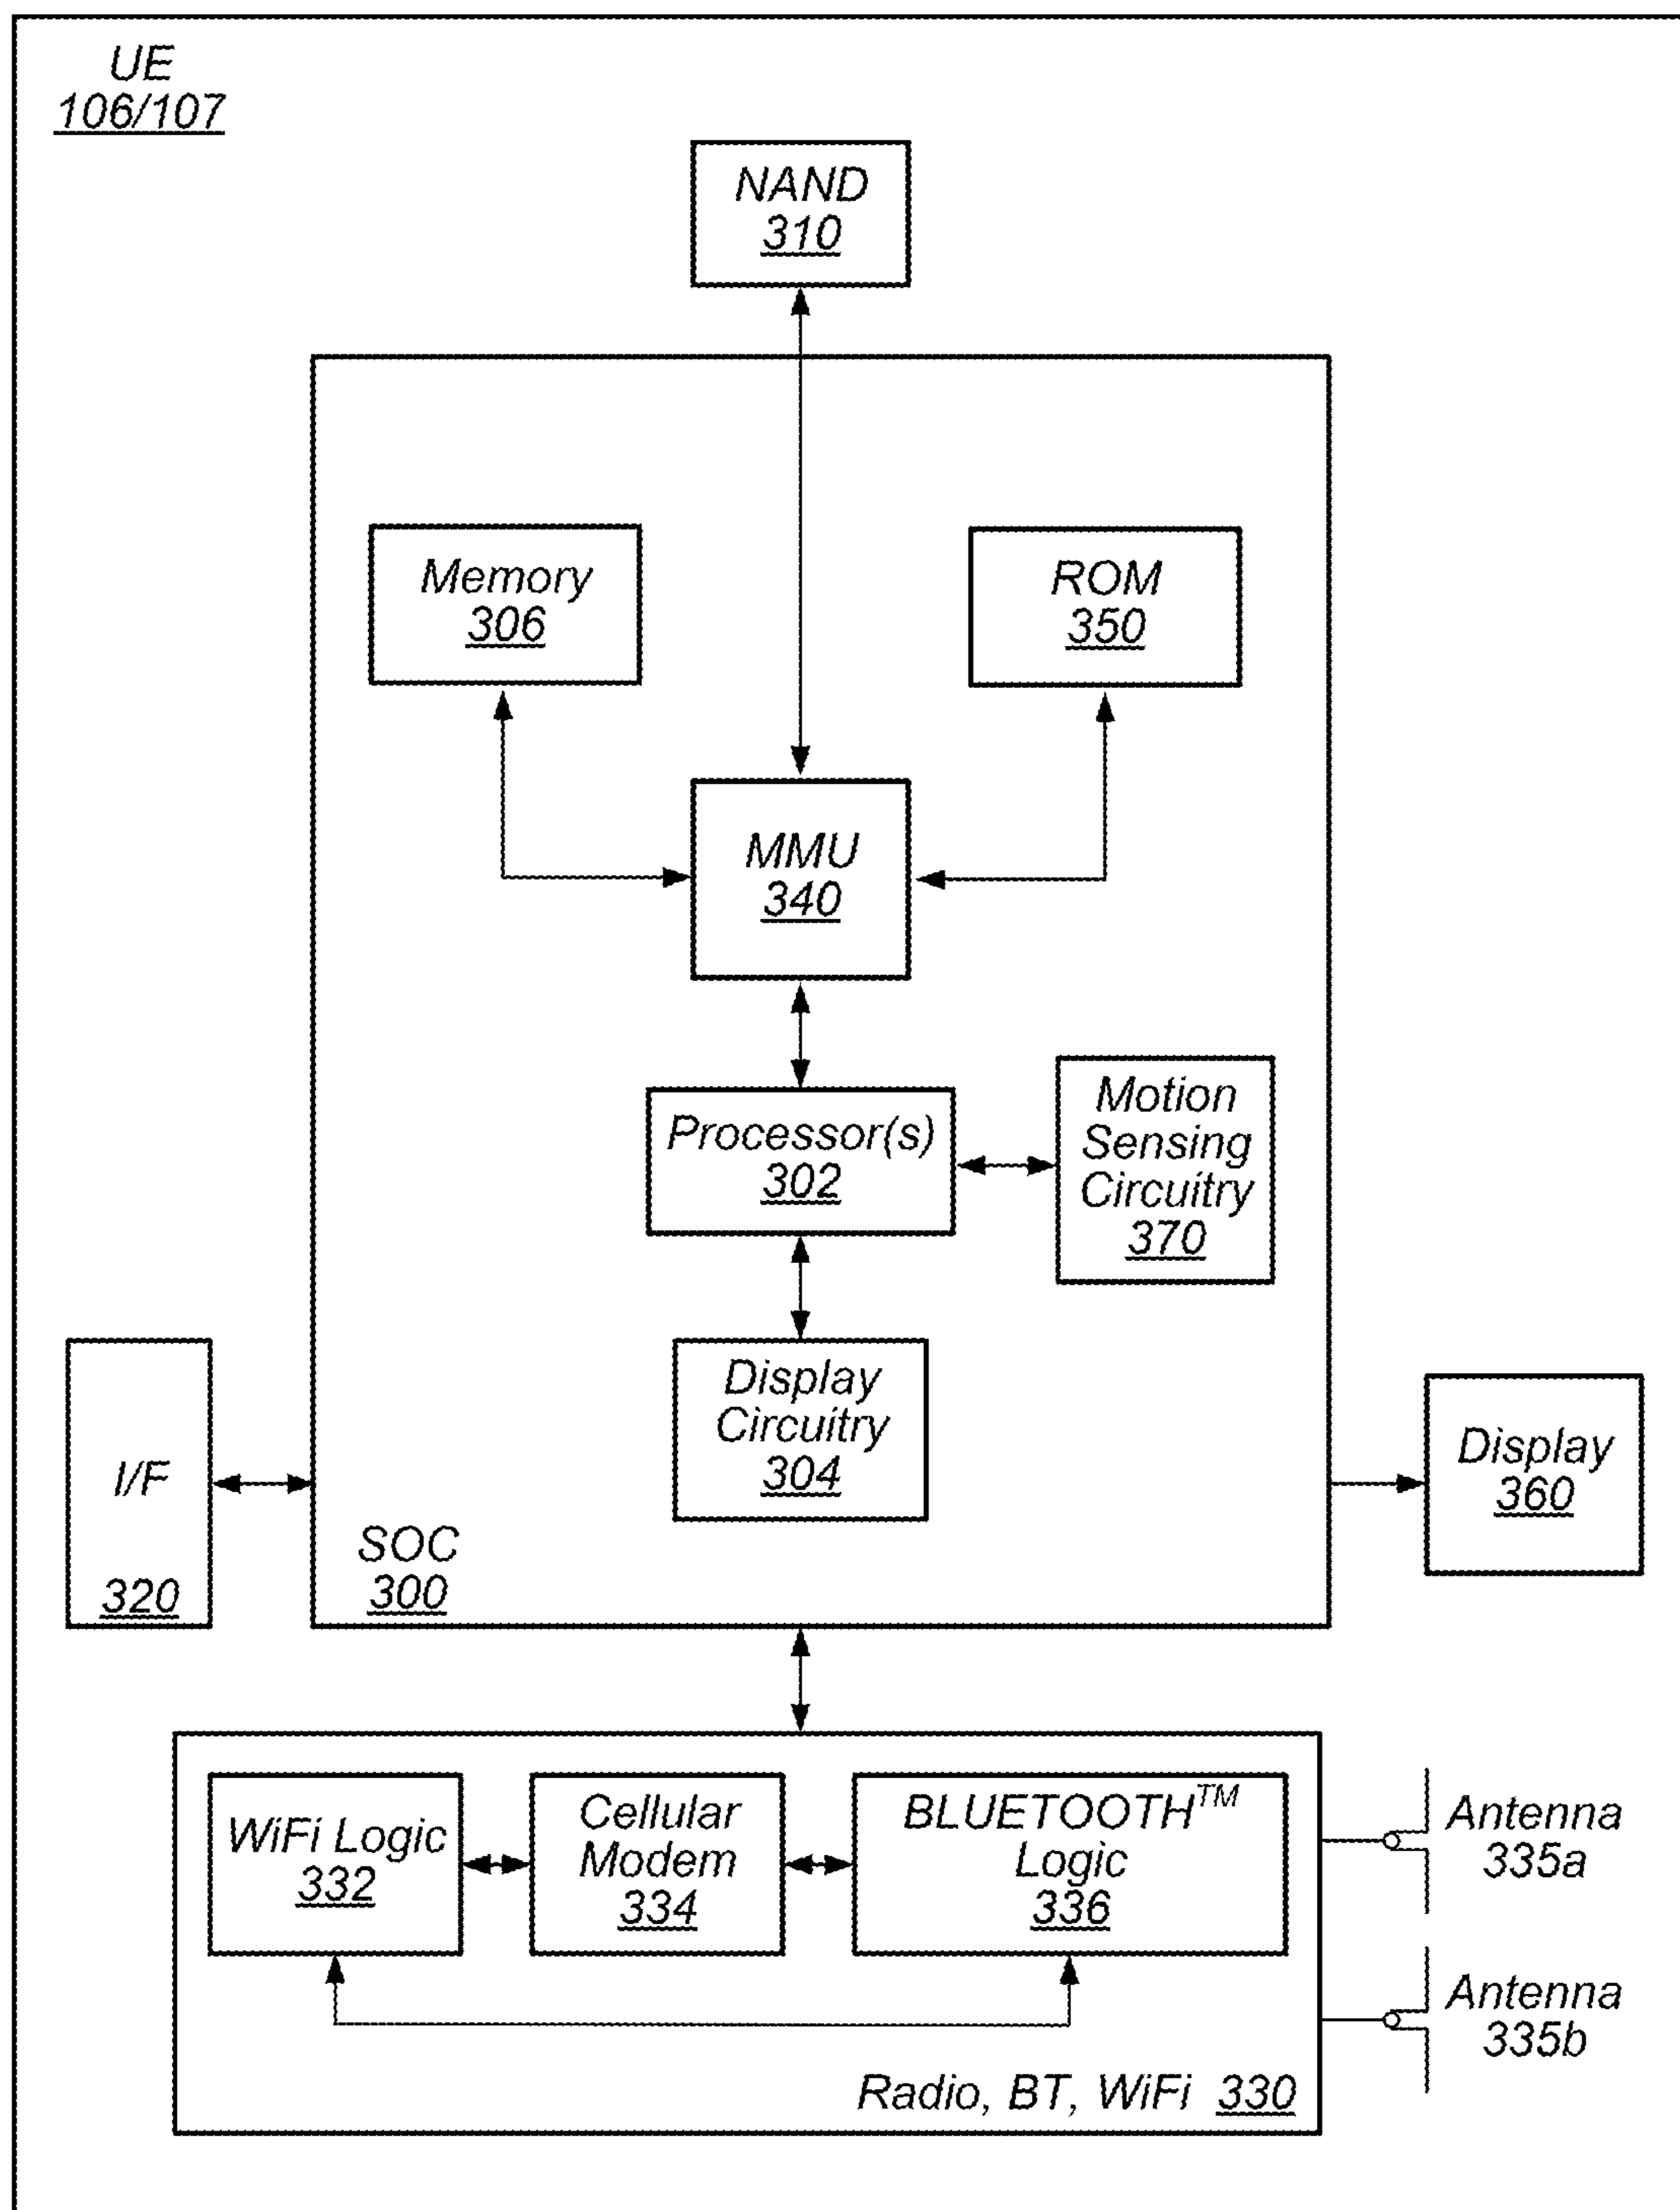 UE
106/107
NAND
310
Memory
306
ROM
350
MMU
340
Processor(s)
302
Motion
Sensing
Circuitry
370
Display
Circuitry
304
I/F
320
SOC
300
Display
360
WiFi Logic
332
Cellular
Modem
334
BLUETOOTH™
Logic
336
Antenna
335a
Antenna
335b
Radio, BT, WiFi 330